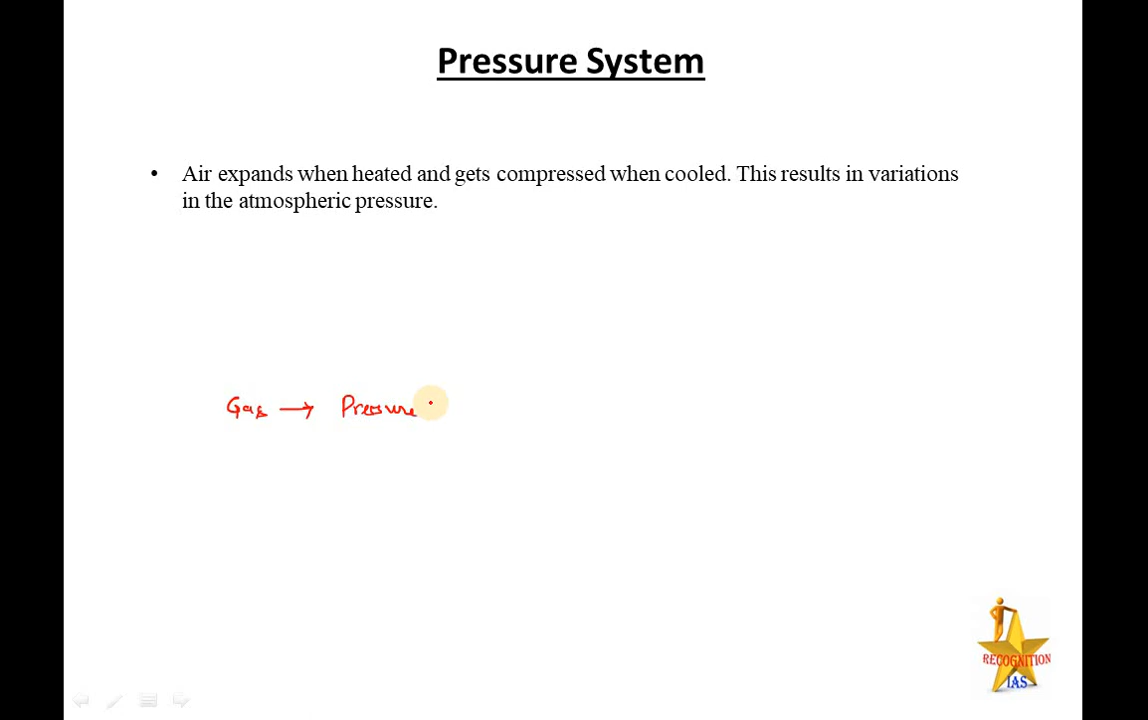 Pressure System
• Air expands when heated and gets compressed when cooled. This results in variations
in the atmospheric pressure.
Gas → Pressure
RECOGNITION
IAS